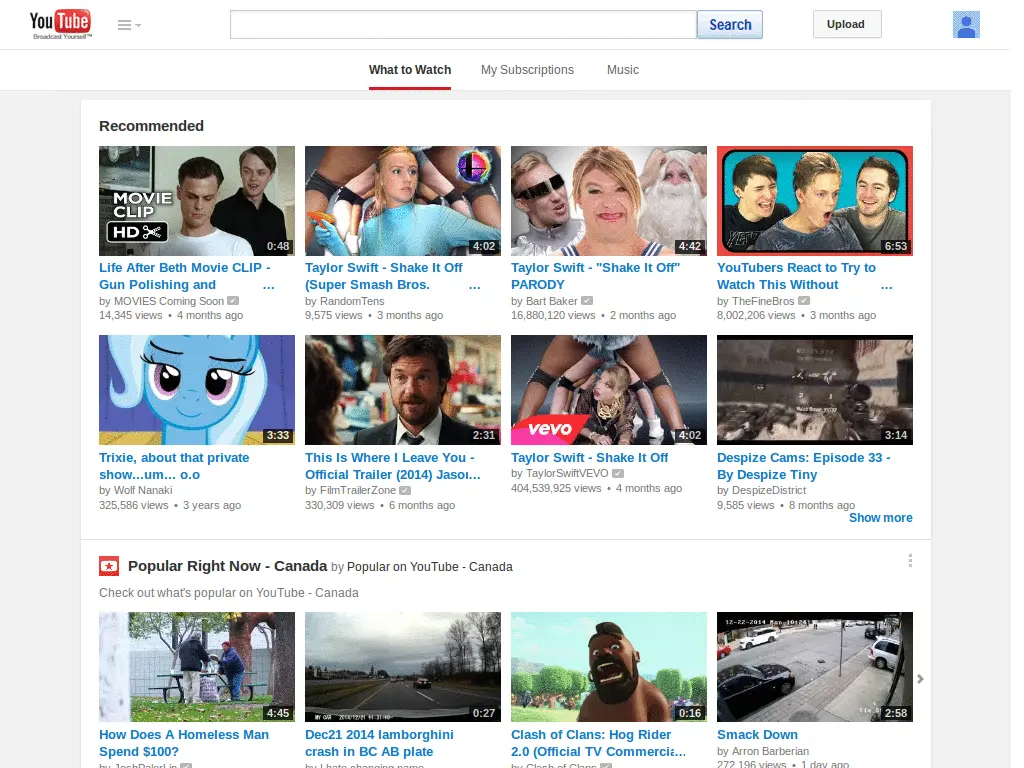 YouTube
Broadcast Yourself™
Search
Upload
What to Watch
My Subscriptions
Music
Recommended
MOVIE
CLIP
HD
0:48
4:02
4:42
6:53
Life After Beth Movie CLIP -
Gun Polishing and ...
by MOVIES Coming Soon
14,345 views • 4 months ago
Taylor Swift - Shake It Off
(Super Smash Bros. ...
by RandomTens
9,575 views • 3 months ago
Taylor Swift - "Shake It Off"
PARODY
by Bart Baker
16,880,120 views • 2 months ago
YouTubers React to Try to
Watch This Without ...
by TheFineBros
8,002,206 views • 3 months ago
3:33
2:31
vevo
4:02
3:14
Trixie, about that private
show...um... o.o
by Wolf Nanaki
325,586 views • 3 years ago
This Is Where I Leave You -
Official Trailer (2014) Jason...
by FilmTrailerZone
330,309 views • 6 months ago
Taylor Swift - Shake It Off
by TaylorSwiftVEVO
404,539,925 views • 4 months ago
Despize Cams: Episode 33 -
By Despize Tiny
by DespizeDistrict
9,585 views • 8 months ago
Show more
Popular Right Now - Canada by Popular on YouTube - Canada
Check out what's popular on YouTube - Canada
4:45
MY CAR 2014/12/21
0:27
0:16
12-22-2014 Mon
2:58
How Does A Homeless Man
Spend $100?
by JoshPalerLin
Dec21 2014 lamborghini
crash in BC AB plate
by I hate changing name
Clash of Clans: Hog Rider
2.0 (Official TV Commercia...
by Clash of Clans
Smack Down
by Arron Barberian
272,196 views • 1 day ago